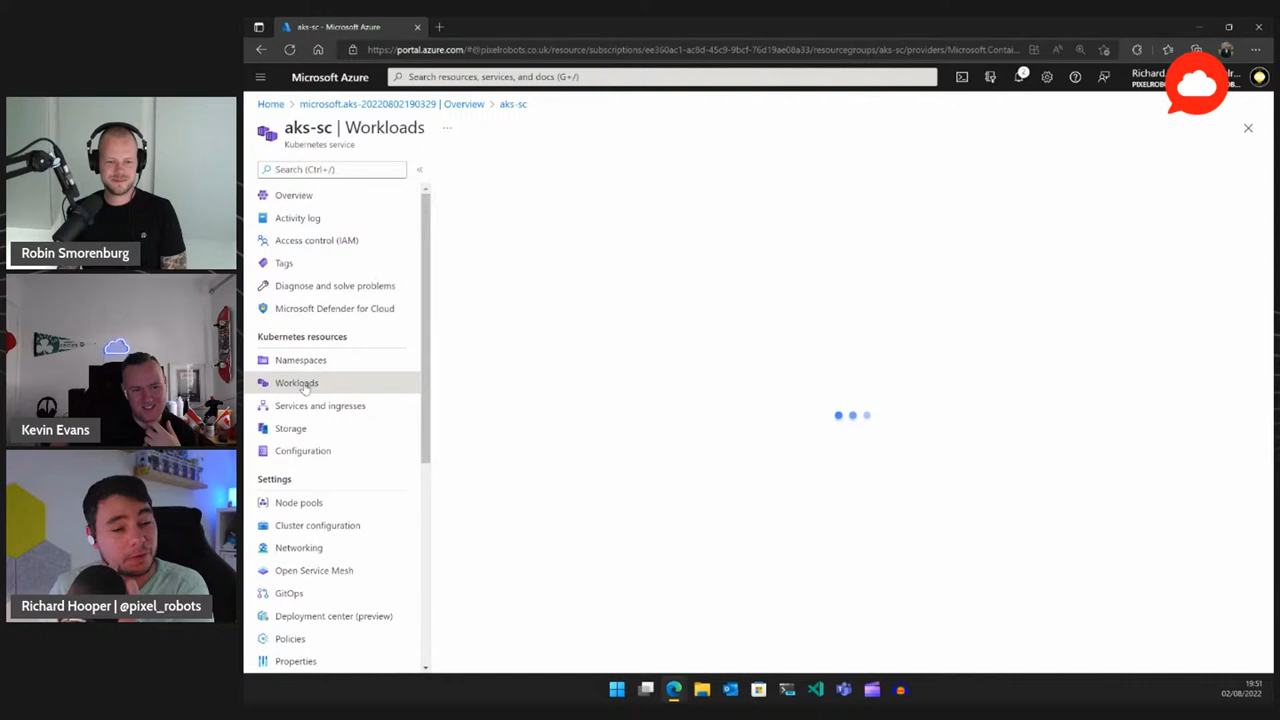 aks-sc - Microsoft Azure
https://portal.azure.com/#@pixelrobots.co.uk/resource/subscriptions/ee360ac1-ac8d-45c9-9bcf-76d19ae08a33/resourcegroups/aks-sc/providers/Microsoft.Contai...
Microsoft Azure
Search resources, services, and docs (G+/)
2
Home > microsoft.aks-20220802190329 | Overview > aks-sc
aks-sc | Workloads ...
Kubernetes service
Search (Ctrl+/)
Overview
Activity log
Access control (IAM)
Tags
Diagnose and solve problems
Microsoft Defender for Cloud
Kubernetes resources
Namespaces
Workloads
Services and ingresses
Storage
Configuration
Settings
Node pools
Cluster configuration
Networking
Open Service Mesh
GitOps
Deployment center (preview)
Policies
Properties
Robin Smorenburg
Kevin Evans
Richard Hooper | @pixel_robots
19:51
02/08/2022